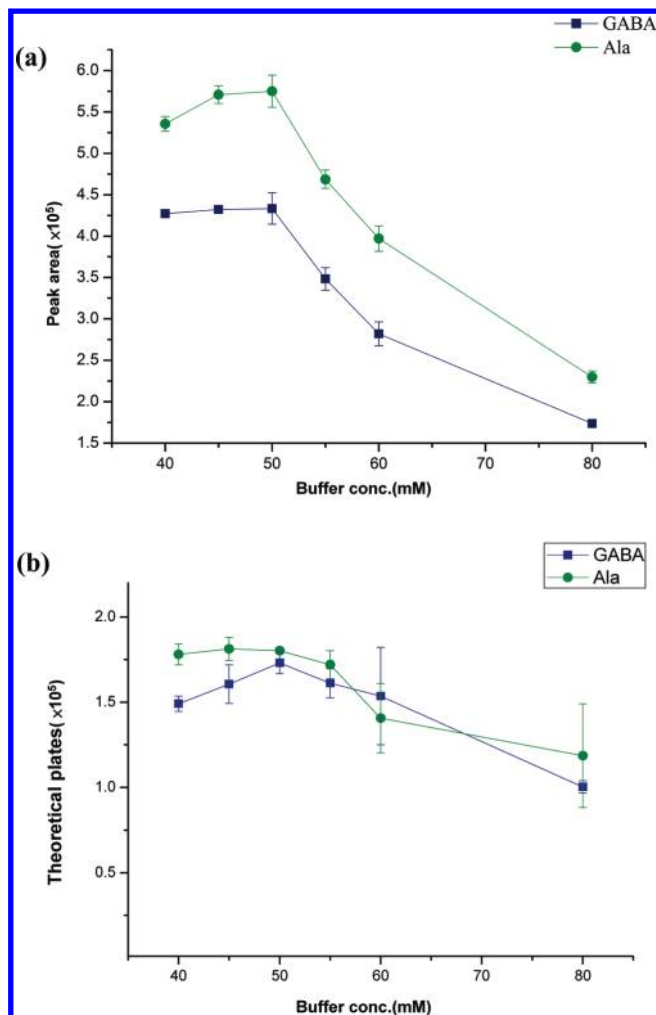 GABA
Ala
(a)
6.0
5.5
5.0
4.5
4.0
3.5
3.0
2.5
2.0
1.5
Peak area( ×10⁵)
40 50 60 70 80
Buffer conc.(mM)
(b)
GABA
Ala
2.0
1.5
1.0
0.5
Theoretical plates( ×10⁵)
40 50 60 70 80
Buffer conc.(mM)